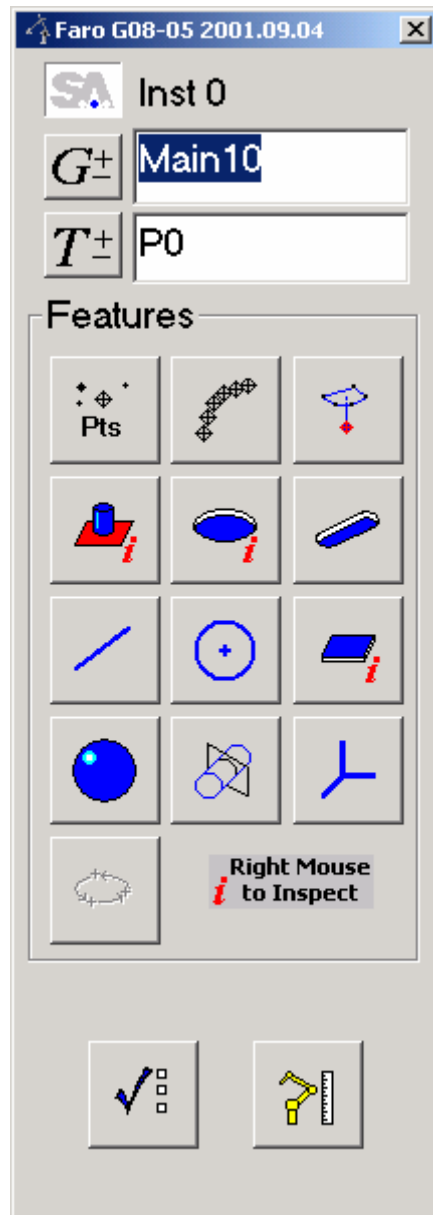 Faro G08-05 2001.09.04
SA Inst 0
G± Main10
T± P0
Features
Pts
i i
i
Right Mouse
i to Inspect